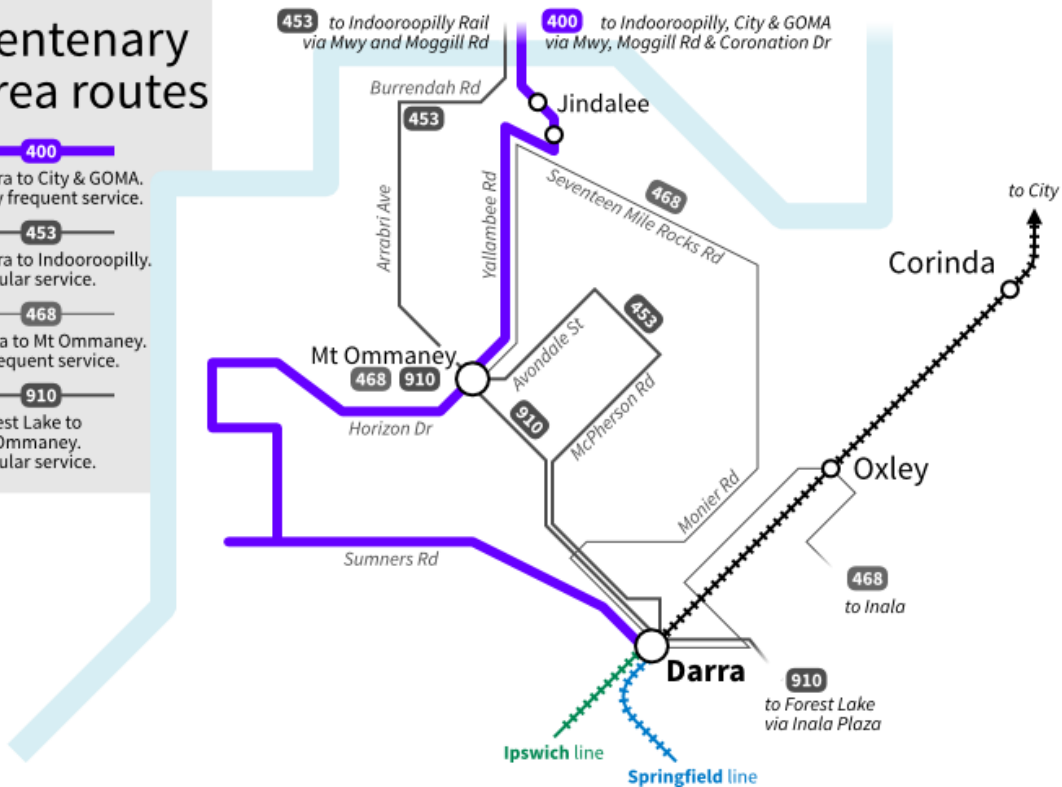 entenary
rea routes
400
ra to City & GOMA.
y frequent service.
453
ra to Indooroopilly.
ular service.
468
a to Mt Ommaney.
equent service.
910
est Lake to
Ommaney.
ular service.
453 to Indooroopilly Rail
via Mwy and Moggill Rd
400 to Indooroopilly, City & GOMA
via Mwy, Moggill Rd & Coronation Dr
Burrendah Rd
453
Jindalee
Arrabri Ave
Yallambee Rd
468
Seventeen Mile Rocks Rd
to City
Corinda
453
Avondale St
Mt Ommaney
468 910
910
McPherson Rd
Horizon Dr
Monier Rd
Oxley
Sumners Rd
468
to Inala
Darra
910
to Forest Lake
via Inala Plaza
Ipswich line
Springfield line